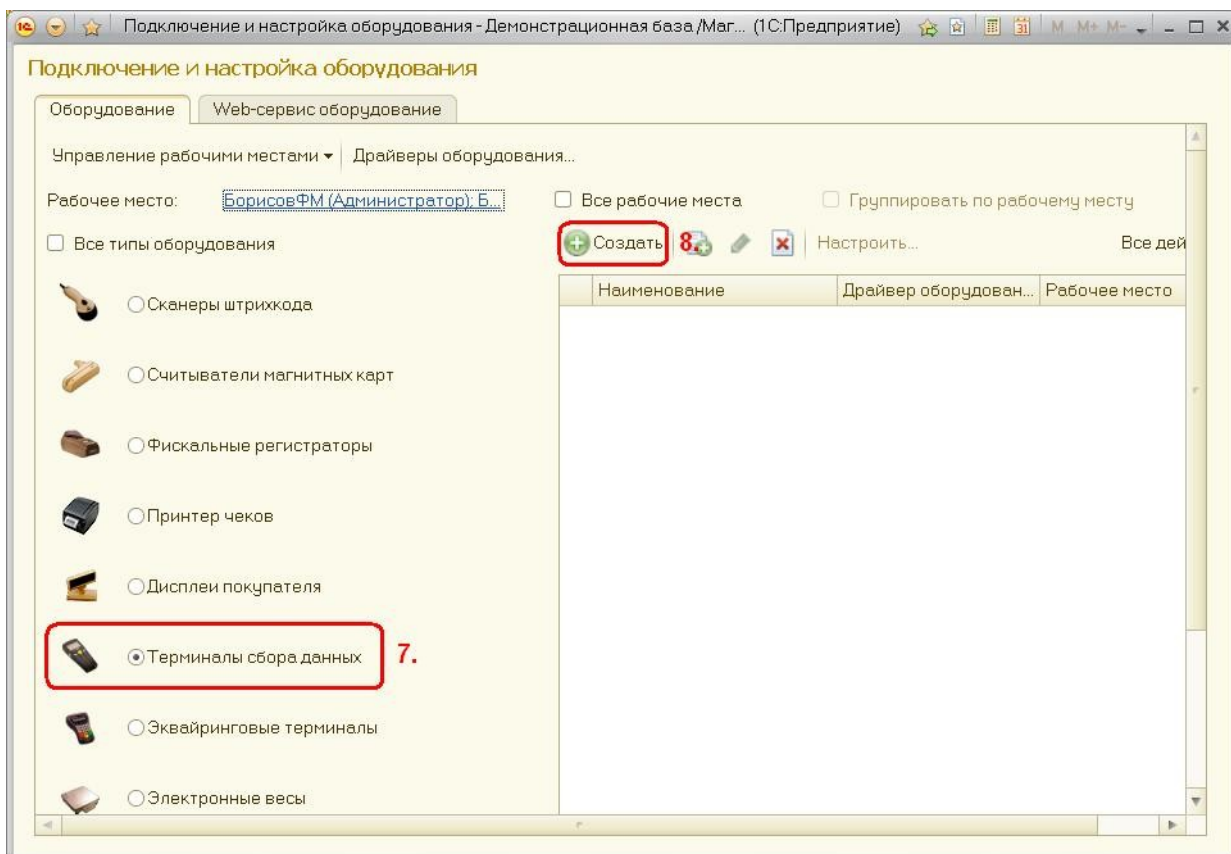 Подключение и настройка оборудования - Демонстрационная база /Маг... (1С:Предприятие) 31 M M+ M-
Подключение и настройка оборудования
Оборудование Web-сервис оборудование
Управление рабочими местами Драйверы оборудования...
Рабочее место: БорисовФМ (Администратор); Б... Все рабочие места Группировать по рабочему месту
Все типы оборудования Создать 8. Настроить... Все дей
Наименование Драйвер оборудован... Рабочее место
Сканеры штрихкода
Считыватели магнитных карт
Фискальные регистраторы
Принтер чеков
Дисплеи покупателя
Терминалы сбора данных 7.
Эквайринговые терминалы
Электронные весы